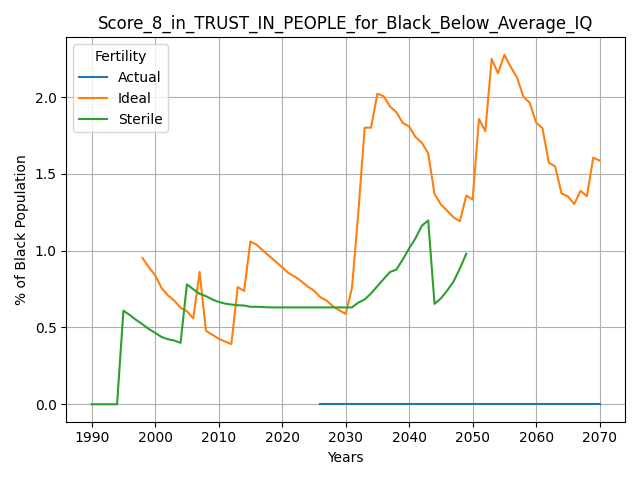 Score_8_in_TRUST_IN_PEOPLE_for_Black_Below_Average_IQ
Fertility
Actual
Ideal
Sterile
% of Black Population
2.0
1.5
1.0
0.5
0.0
1990 2000 2010 2020 2030 2040 2050 2060 2070
Years